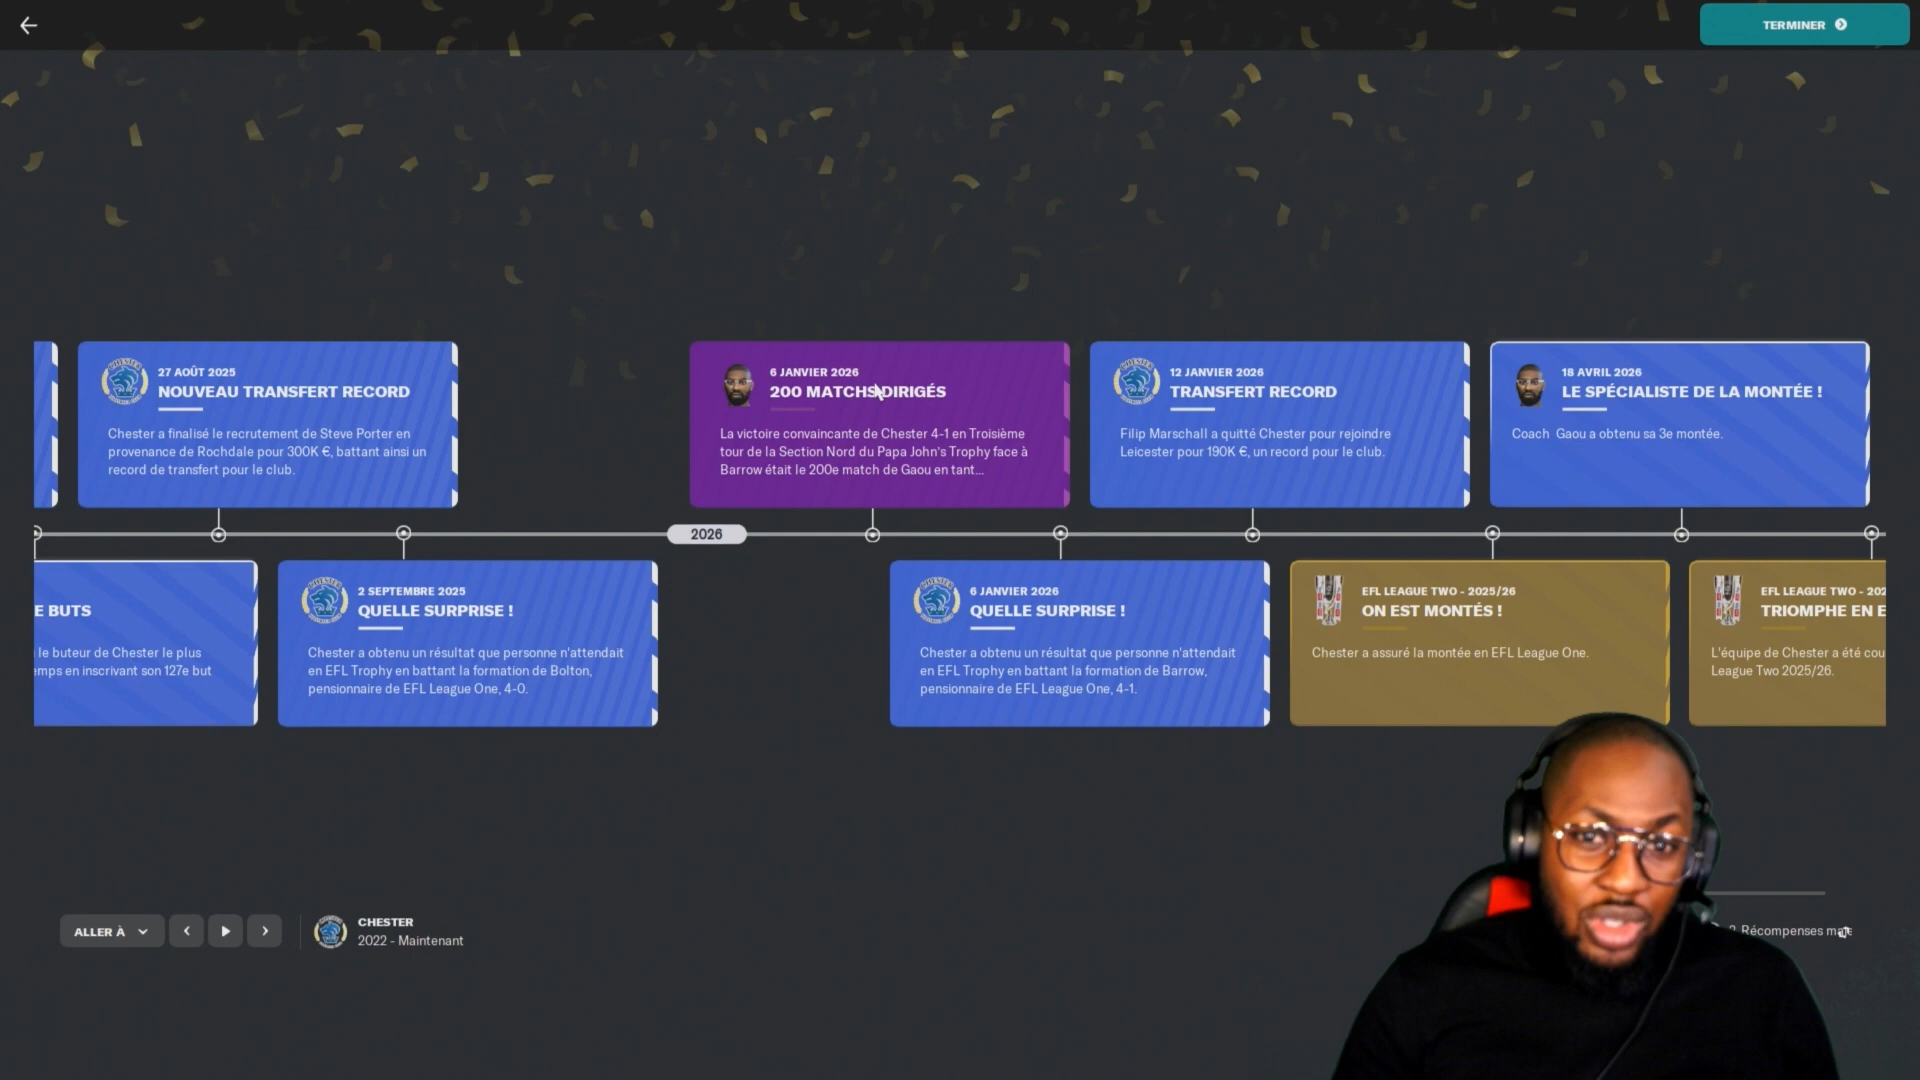 TERMINER
27 AOÛT 2025
NOUVEAU TRANSFERT RECORD
Chester a finalisé le recrutement de Steve Porter en
provenance de Rochdale pour 300K €, battant ainsi un
record de transfert pour le club.
6 JANVIER 2026
200 MATCHS DIRIGÉS
La victoire convaincante de Chester 4-1 en Troisième
tour de la Section Nord du Papa John's Trophy face à
Barrow était le 200e match de Gaou en tant...
12 JANVIER 2026
TRANSFERT RECORD
Filip Marschall a quitté Chester pour rejoindre
Leicester pour 190K €, un record pour le club.
18 AVRIL 2026
LE SPÉCIALISTE DE LA MONTÉE !
Coach Gaou a obtenu sa 3e montée.
2026
E BUTS
le buteur de Chester le plus
emps en inscrivant son 127e but
2 SEPTEMBRE 2025
QUELLE SURPRISE !
Chester a obtenu un résultat que personne n'attendait
en EFL Trophy en battant la formation de Bolton,
pensionnaire de EFL League One, 4-0.
6 JANVIER 2026
QUELLE SURPRISE !
Chester a obtenu un résultat que personne n'attendait
en EFL Trophy en battant la formation de Barrow,
pensionnaire de EFL League One, 4-1.
EFL LEAGUE TWO - 2025/26
ON EST MONTÉS !
Chester a assuré la montée en EFL League One.
EFL LEAGUE TWO - 202
TRIOMPHE EN E
L'équipe de Chester a été cou
League Two 2025/26.
ALLER À
CHESTER
2022 - Maintenant
Récompenses